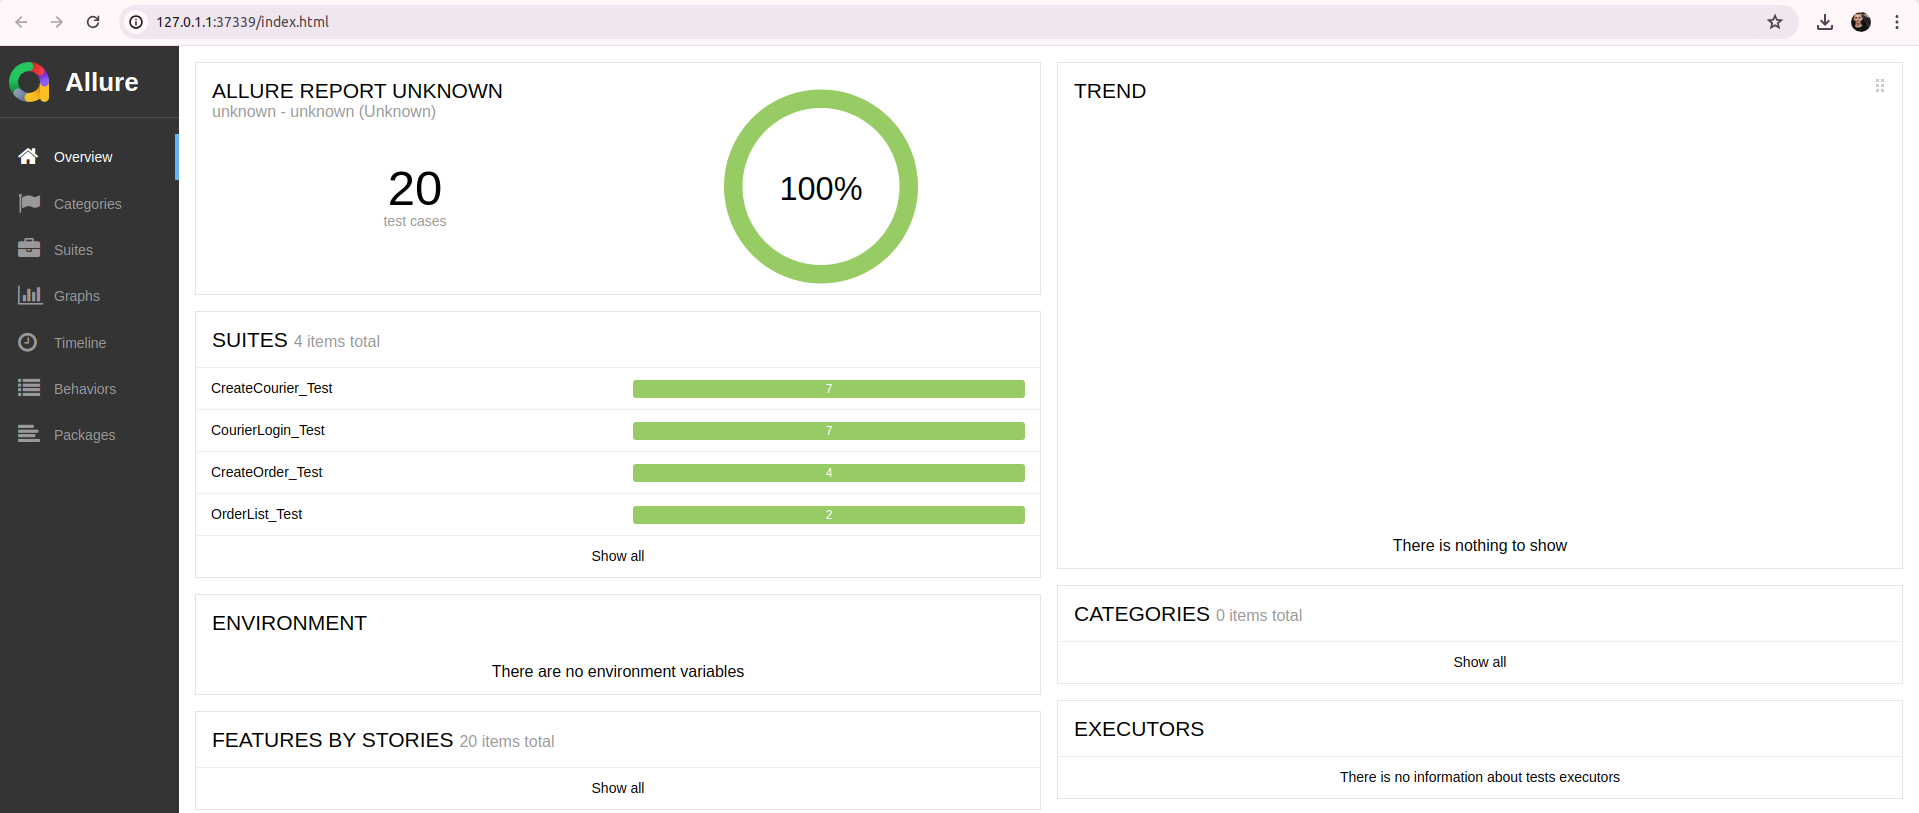 127.0.1.1:37339/index.html
Allure
Overview
Categories
Suites
Graphs
Timeline
Behaviors
Packages
ALLURE REPORT UNKNOWN
unknown - unknown (Unknown)
20
test cases
100%
SUITES 4 items total
CreateCourier_Test 7
CourierLogin_Test 7
CreateOrder_Test 4
OrderList_Test 2
Show all
ENVIRONMENT
There are no environment variables
FEATURES BY STORIES 20 items total
Show all
TREND
There is nothing to show
CATEGORIES 0 items total
Show all
EXECUTORS
There is no information about tests executors